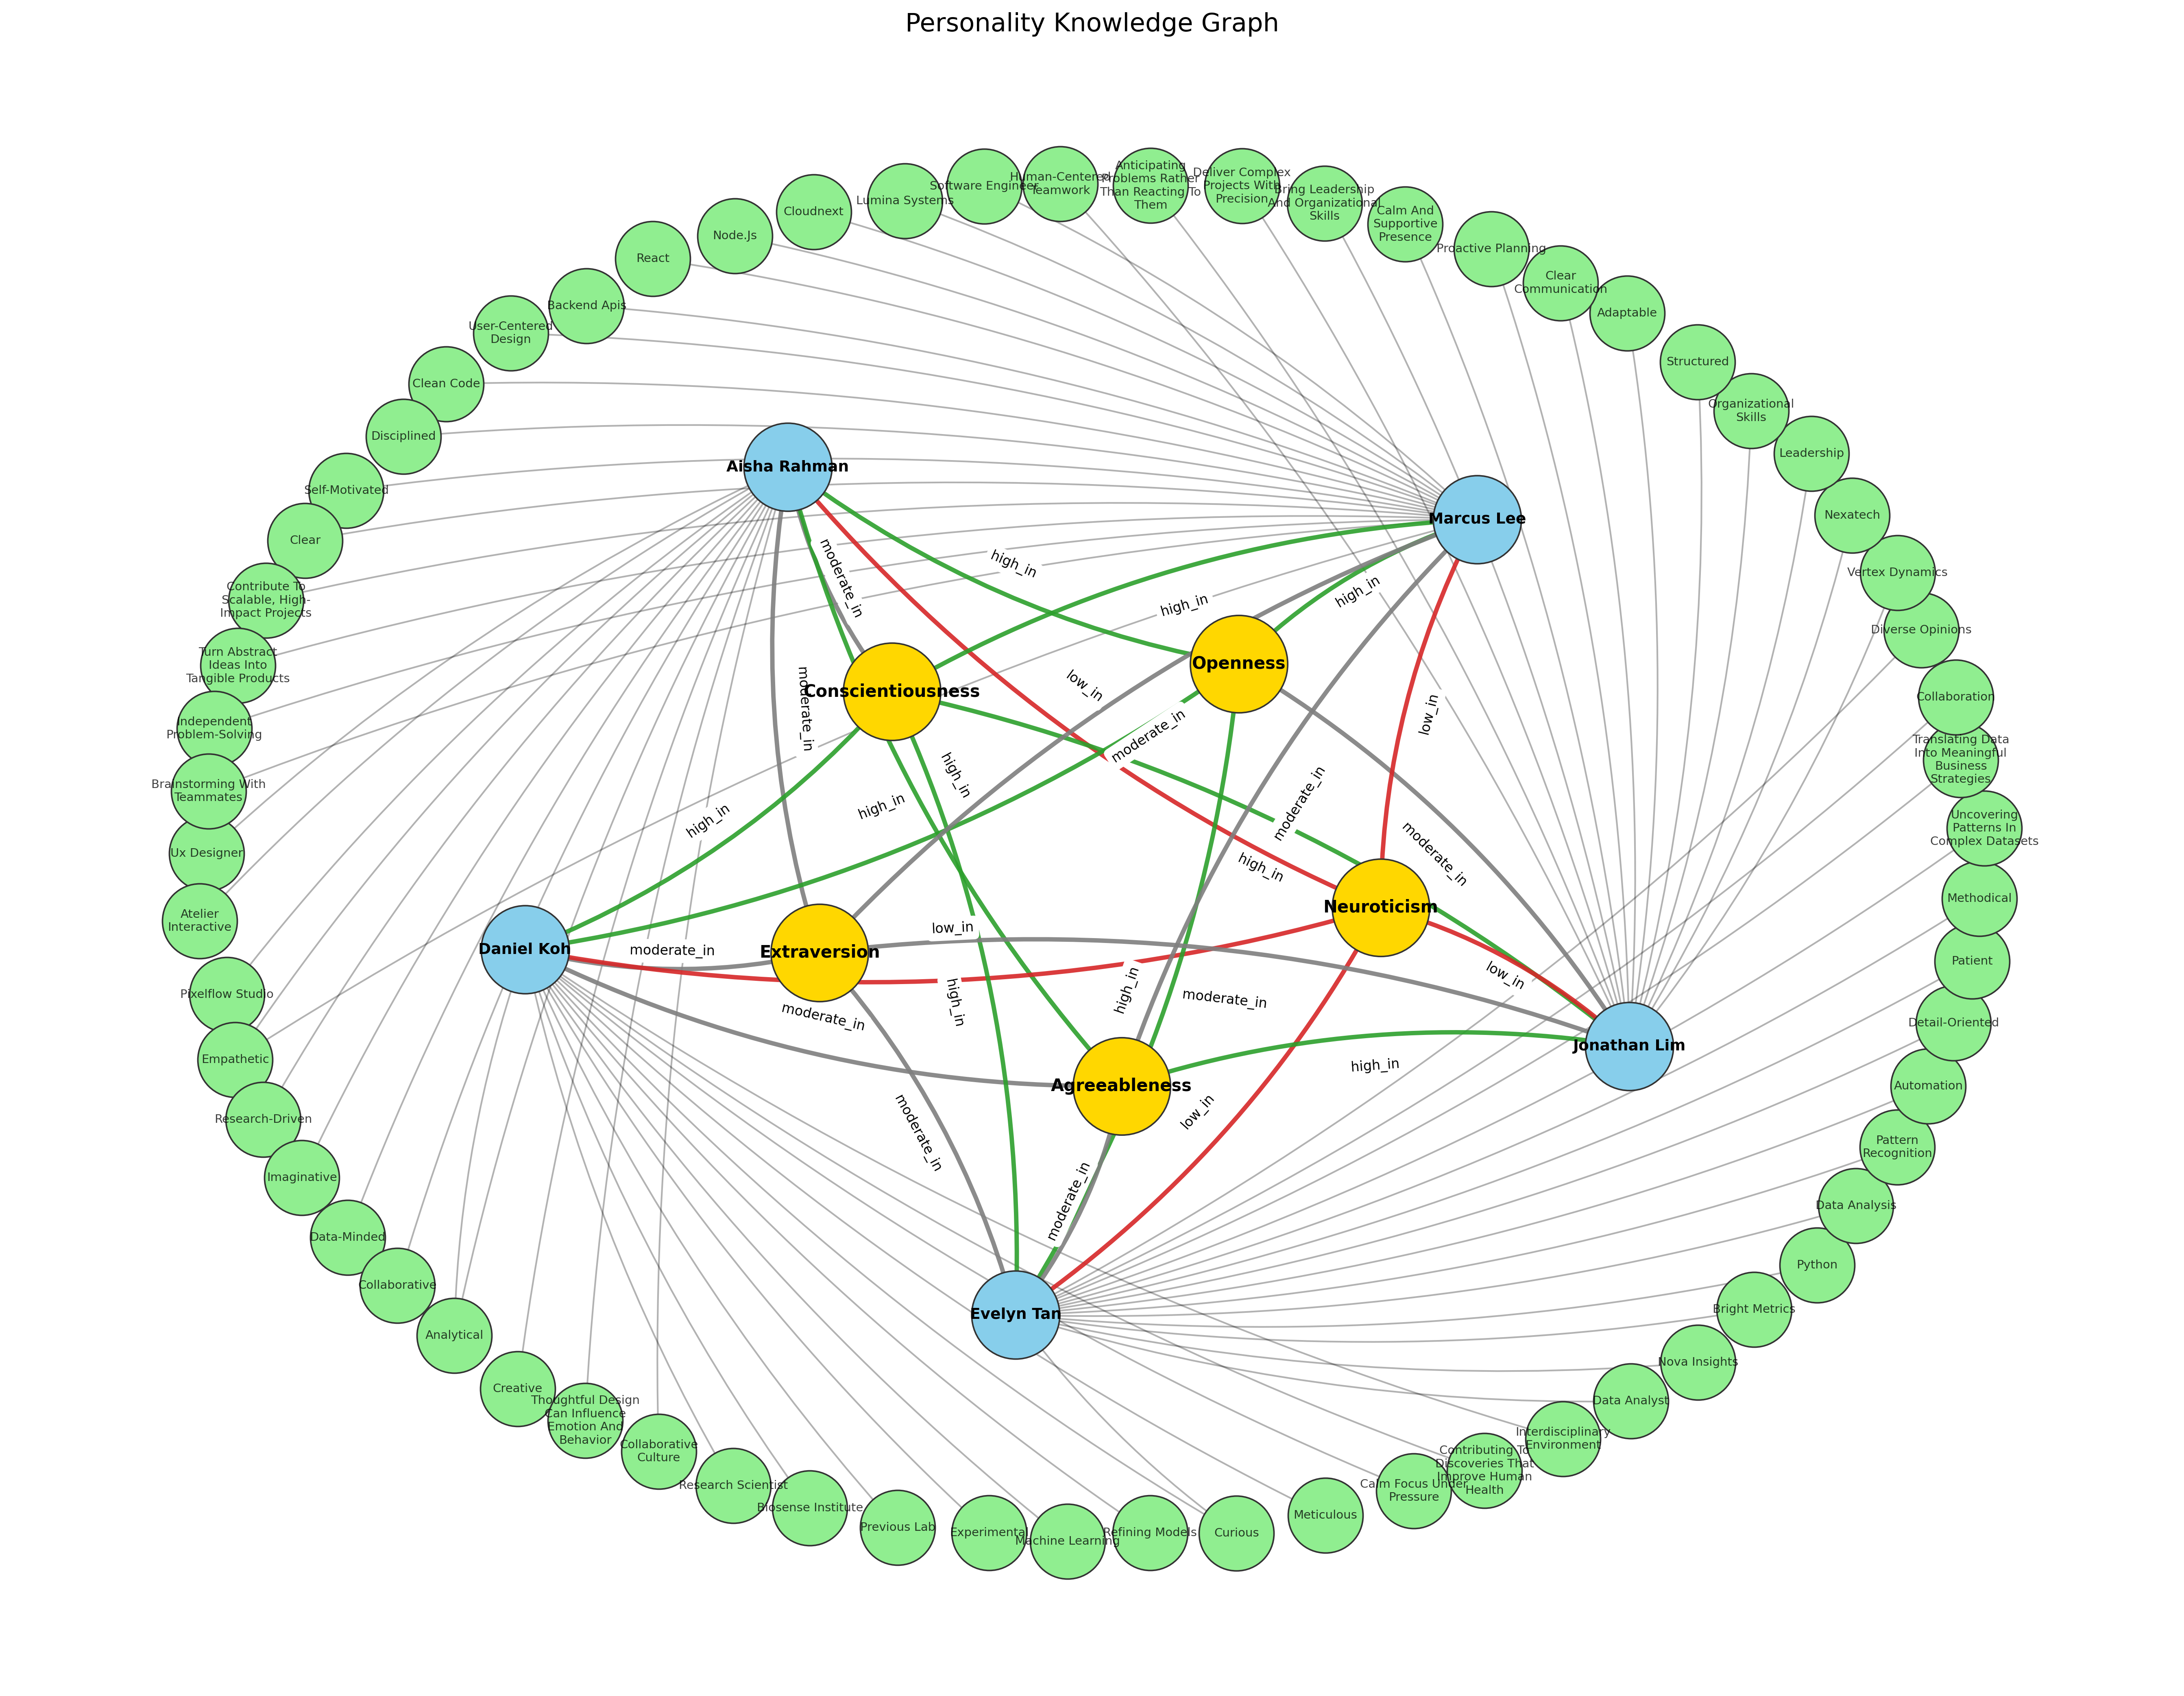 Personality Knowledge Graph
Human-Centered
Teamwork
Anticipating
Problems Rather
Than Reacting To
Them
Deliver Complex
Projects With
Precision
Bring Leadership
And Organizational
Skills
Calm And
Supportive
Presence
Software Engineer
Lumina Systems
Cloudnext
Node.Js
React
Backend Apis
User-Centered
Design
Clean Code
Disciplined
Self-Motivated
Clear
Contribute To
Scalable, High-
Impact Projects
Turn Abstract
Ideas Into
Tangible Products
Independent
Problem-Solving
Brainstorming With
Teammates
Ux Designer
Atelier
Interactive
Pixelflow Studio
Empathetic
Research-Driven
Imaginative
Data-Minded
Collaborative
Analytical
Creative
Thoughtful Design
Can Influence
Emotion And
Behavior
Collaborative
Culture
Research Scientist
Biosense Institute
Previous Lab
Experimental
Machine Learning
Refining Models
Curious
Meticulous
Calm Focus Under
Pressure
Contributing To
Discoveries That
Improve Human
Health
Interdisciplinary
Environment
Data Analyst
Nova Insights
Bright Metrics
Python
Data Analysis
Pattern
Recognition
Automation
Detail-Oriented
Patient
Methodical
Uncovering
Patterns In
Complex Datasets
Translating Data
Into Meaningful
Business
Strategies
Collaboration
Diverse Opinions
Vertex Dynamics
Nexatech
Leadership
Organizational
Skills
Structured
Adaptable
Clear
Communication
Proactive Planning
Aisha Rahman
Marcus Lee
Conscientiousness
Openness
Neuroticism
Extraversion
Daniel Koh
Agreeableness
Jonathan Lim
Evelyn Tan
moderate_in
high_in
high_in
high_in
moderate_in
low_in
low_in
moderate_in
high_in
high_in
high_in
moderate_in
high_in
moderate_in
low_in
moderate_in
moderate_in
high_in
high_in
moderate_in
low_in
high_in
moderate_in
low_in
moderate_in